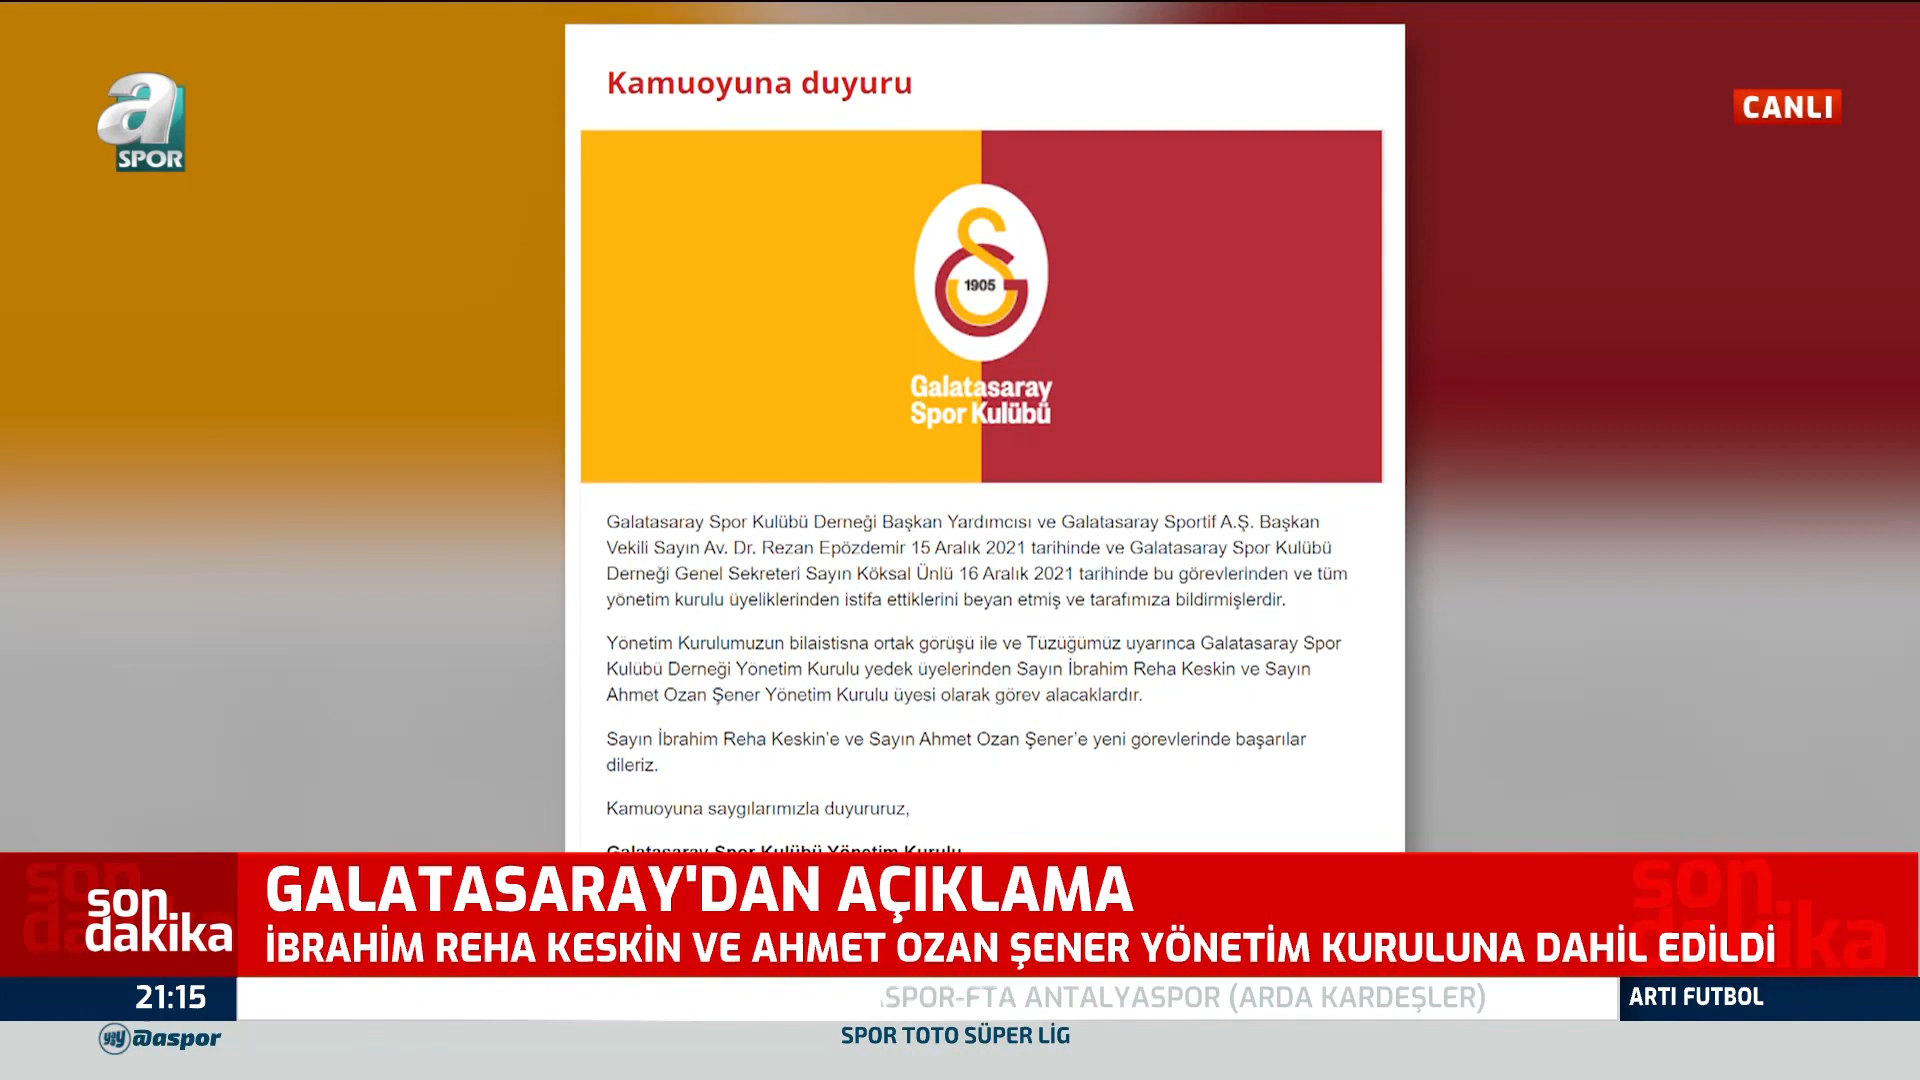 a
SPOR
CANLI
Kamuoyuna duyuru
1905
Galatasaray
Spor Kulübü
Galatasaray Spor Kulübü Derneği Başkan Yardımcısı ve Galatasaray Sportif A.Ş. Başkan
Vekili Sayın Av. Dr. Rezan Epözdemir 15 Aralık 2021 tarihinde ve Galatasaray Spor Kulübü
Derneği Genel Sekreteri Sayın Köksal Ünlü 16 Aralık 2021 tarihinde bu görevlerinden ve tüm
yönetim kurulu üyeliklerinden istifa ettiklerini beyan etmiş ve tarafımıza bildirmişlerdir.
Yönetim Kurulumuzun bilaistisna ortak görüşü ile ve Tüzüğümüz uyarınca Galatasaray Spor
Kulübü Derneği Yönetim Kurulu yedek üyelerinden Sayın İbrahim Reha Keskin ve Sayın
Ahmet Ozan Şener Yönetim Kurulu üyesi olarak görev alacaklardır.
Sayın İbrahim Reha Keskin’e ve Sayın Ahmet Ozan Şener’e yeni görevlerinde başarılar
dileriz.
Kamuoyuna saygılarımızla duyururuz,
Galatasaray Spor Kulübü Yönetim Kurulu
son
dakika
GALATASARAY'DAN AÇIKLAMA
İBRAHİM REHA KESKİN VE AHMET OZAN ŞENER YÖNETİM KURULUNA DAHİL EDİLDİ
son
dakika
21:15
ASPOR-FTA ANTALYASPOR (ARDA KARDEŞLER)
ARTI FUTBOL
@aspor
SPOR TOTO SÜPER LİG